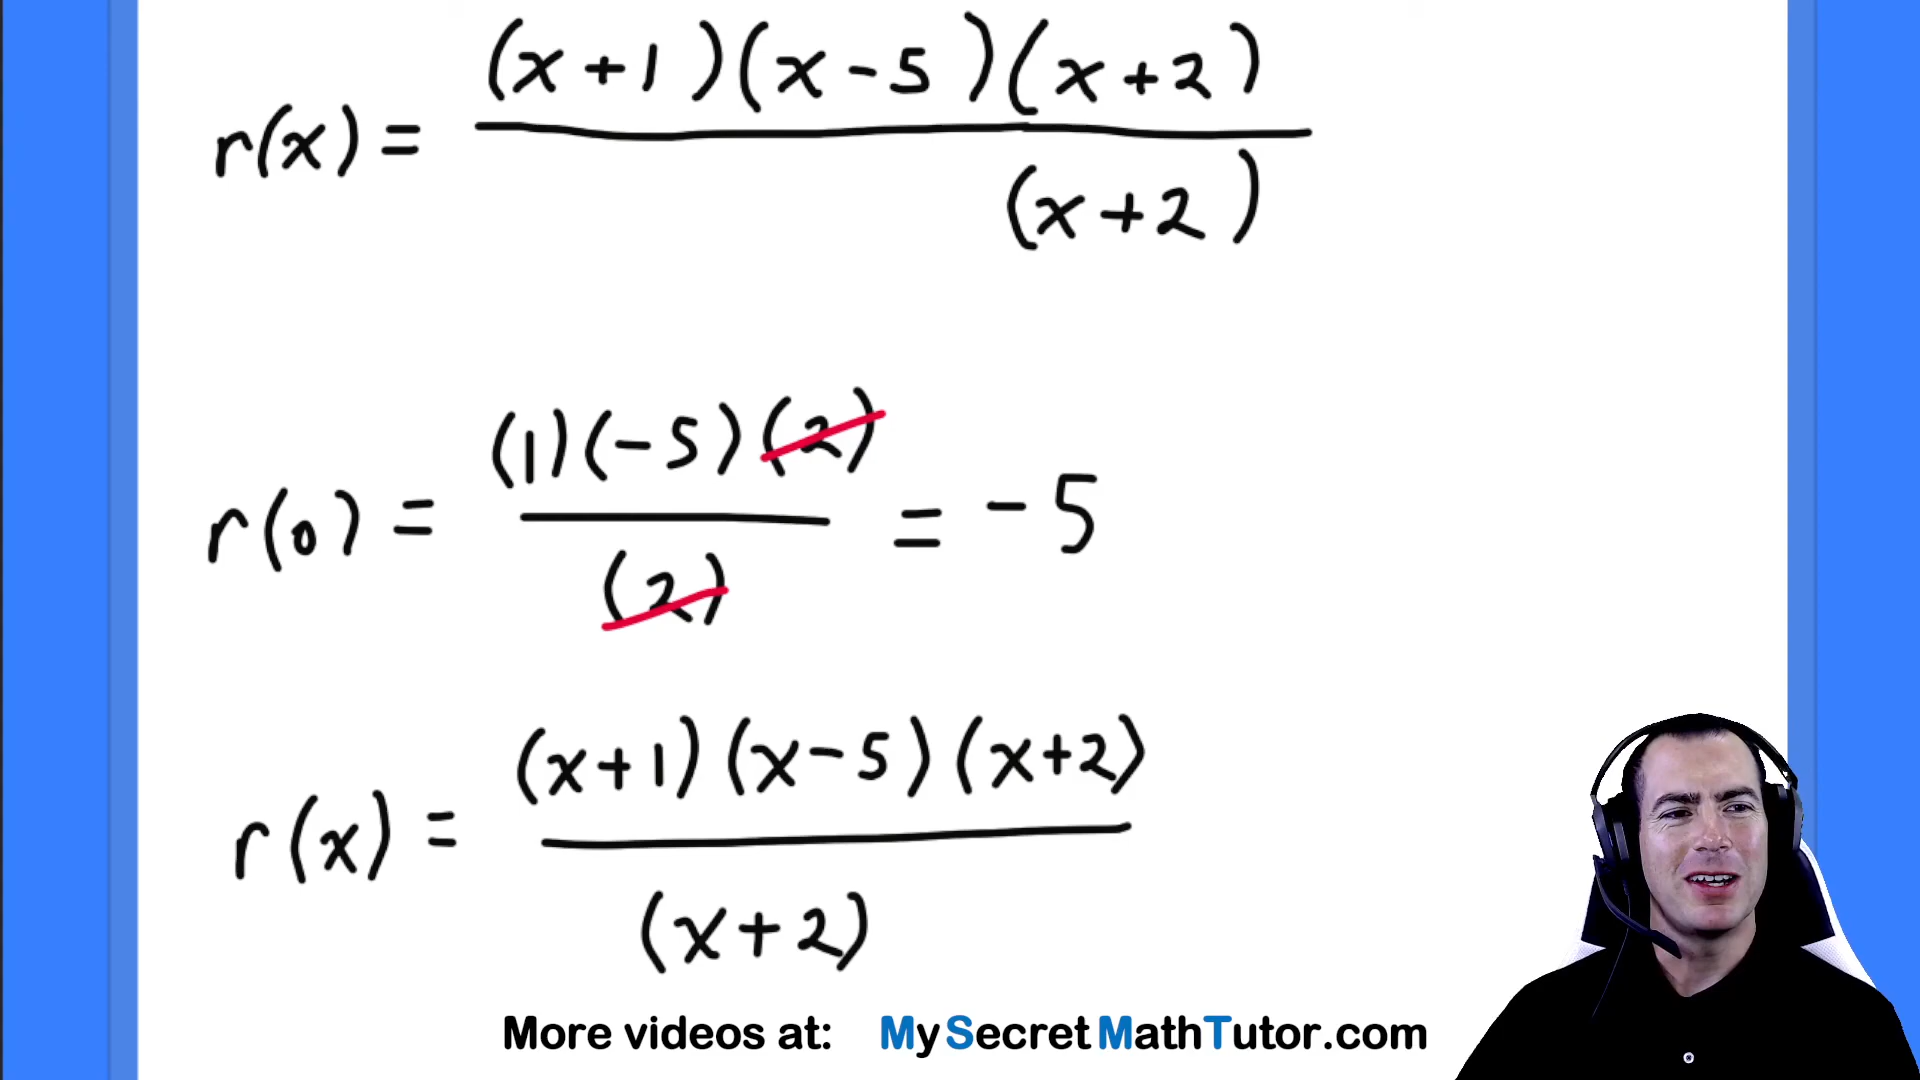 r(x) = (x+1)(x-5)(x+2)
(x+2)
r(0) = (1)(-5)(2) = -5
(2)
r(x) = (x+1)(x-5)(x+2)
(x+2)
More videos at: MySecretMathTutor.com